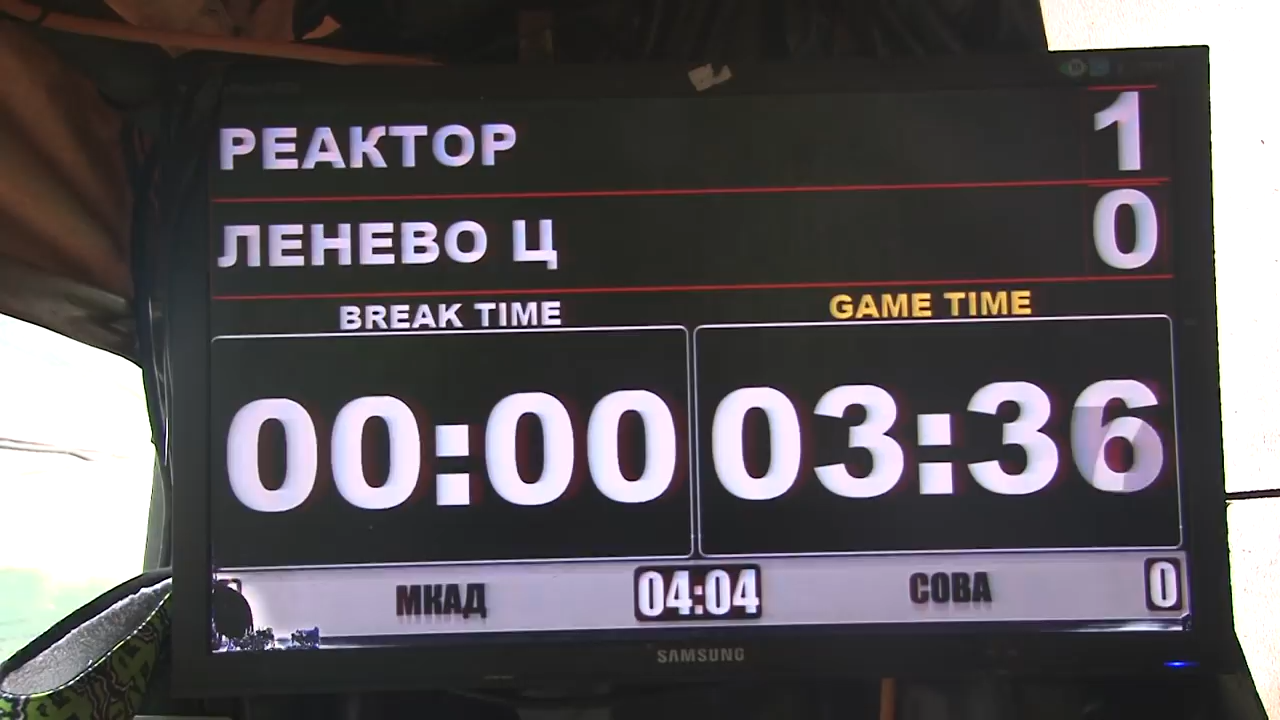 РЕАКТОР 1
ЛЕНЕВО Ц 0
BREAK TIME GAME TIME
00:00 03:36
МКАД 04:04 СОВА 0
SAMSUNG